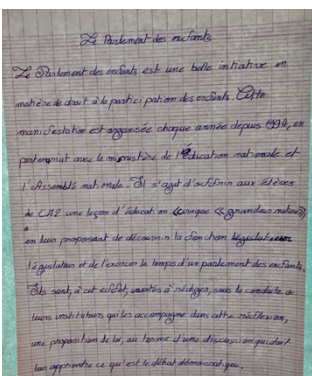 Le Parlement des enfants
Le Parlement des enfants est une belle initiative en
matière de droit à la participation des enfants. Cette
manifestation est organisée chaque année depuis 1994, en
partenariat avec le ministère de l'Éducation nationale et
l'Assemblé nationale. Il s'agit d'offrir aux élèves
de CM2 une leçon d'éducation civique « grandeur nature »,
en leur proposant de découvrir la fonction
législateur et de l'exercer le temps d'un parlement des enfants.
Ils sont, à cet effet, invités à rédiger, sous la conduite de
leurs instituteurs qui les accompagne dans cette réflexion,
une proposition de loi, au terme d'une discussion qui doit
leur apprendre ce qu'est le débat démocratique.